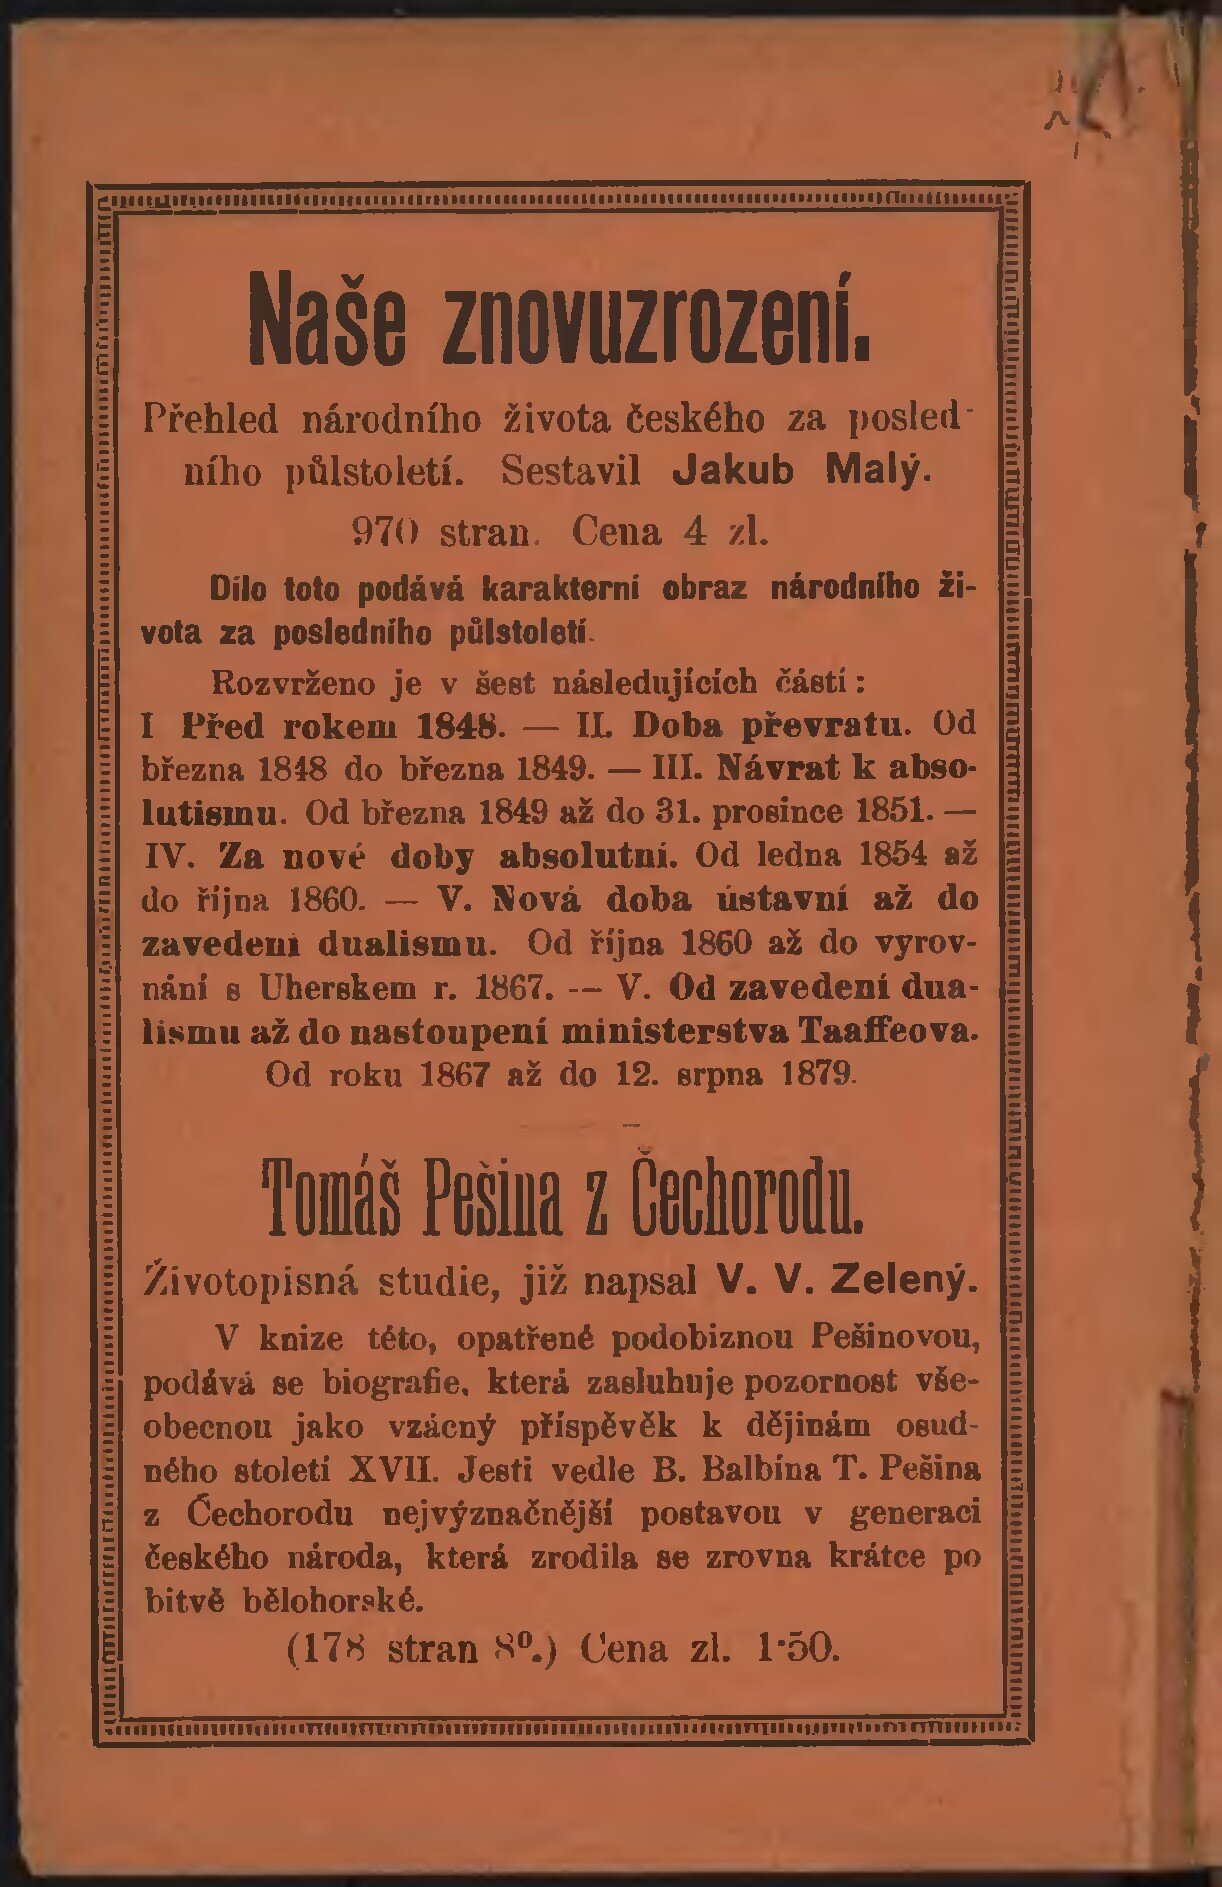 Naše znovuzrození.
Přehled národního života českého za posled-
ního půlstoletí. Sestavil Jakub Malý.
970 stran. Cena 4 zl.
Dílo toto podává karakterní obraz národního ži-
vota za posledního půlstoletí.
Rozvrženo je v šest následujících částí:
I Před rokem 1848. — II. Doba převratu. Od
března 1848 do března 1849. — III. Návrat k abso-
lutismu. Od března 1849 až do 31. prosince 1851. —
IV. Za nové doby absolutní. Od ledna 1854 až
do října 1860. — V. Nová doba ústavní až do
zavedení dualismu. Od října 1860 až do vyrov-
nání s Uherskem r. 1867. — V. Od zavedení dua-
lismu až do nastoupení ministerstva Taaffeova.
Od roku 1867 až do 12. srpna 1879.
Tomáš Pešina z Čechorodu.
Životopisná studie, již napsal V. V. Zelený.
V knize této, opatřené podobiznou Pešinovou,
podává se biografie, která zasluhuje pozornost vše-
obecnou jako vzácný příspěvěk k dějinám osud-
ného století XVII. Jesti vedle B. Balbína T. Pešina
z Čechorodu nejvýznačnější postavou v generaci
českého národa, která zrodila se zrovna krátce po
bitvě bělohorské.
(178 stran 8⁰.) Cena zl. 1·50.